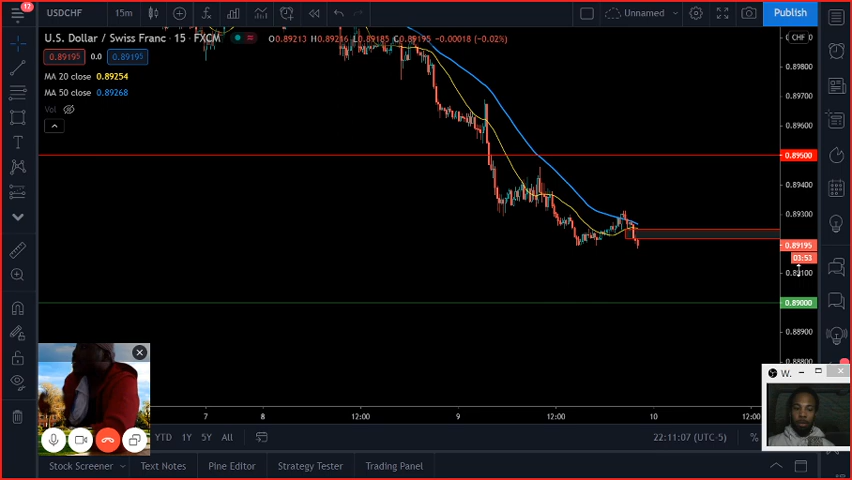 12
USDCHF
15m
Unnamed
Publish
U.S. Dollar / Swiss Franc · 15 · FXCM
O0.89213 H0.89216 L0.89185 C0.89195 −0.00018 (−0.02%)
CHF
0.89195
0.0
0.89195
MA 20 close 0.89254
MA 50 close 0.89268
Vol
0.89800
0.89700
0.89600
0.89500
0.89400
0.89300
0.89195
03:53
0.89100
0.89000
0.88900
0.88800
W.
7
8
12:00
9
12:00
10
12:00
YTD
1Y
5Y
All
22:11:07 (UTC-5)
%
Stock Screener
Text Notes
Pine Editor
Strategy Tester
Trading Panel